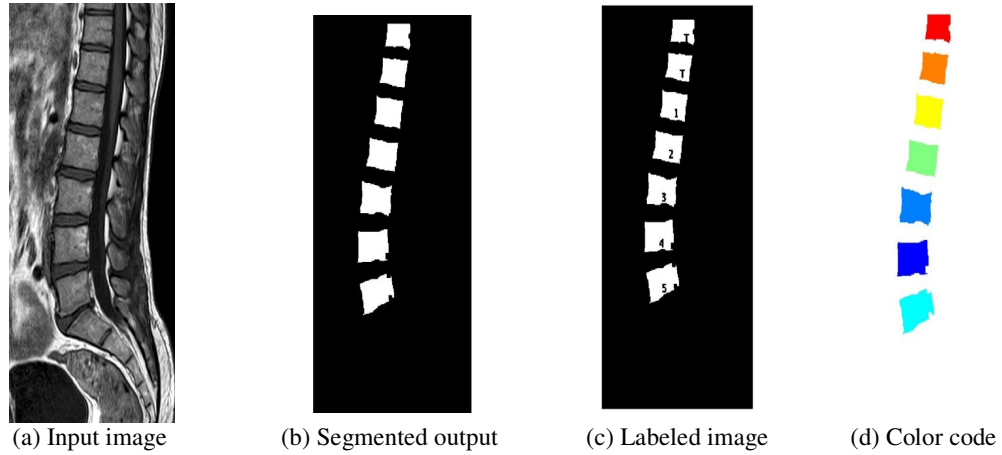 T
T
1
2
3
4
5
(a) Input image
(b) Segmented output
(c) Labeled image
(d) Color code